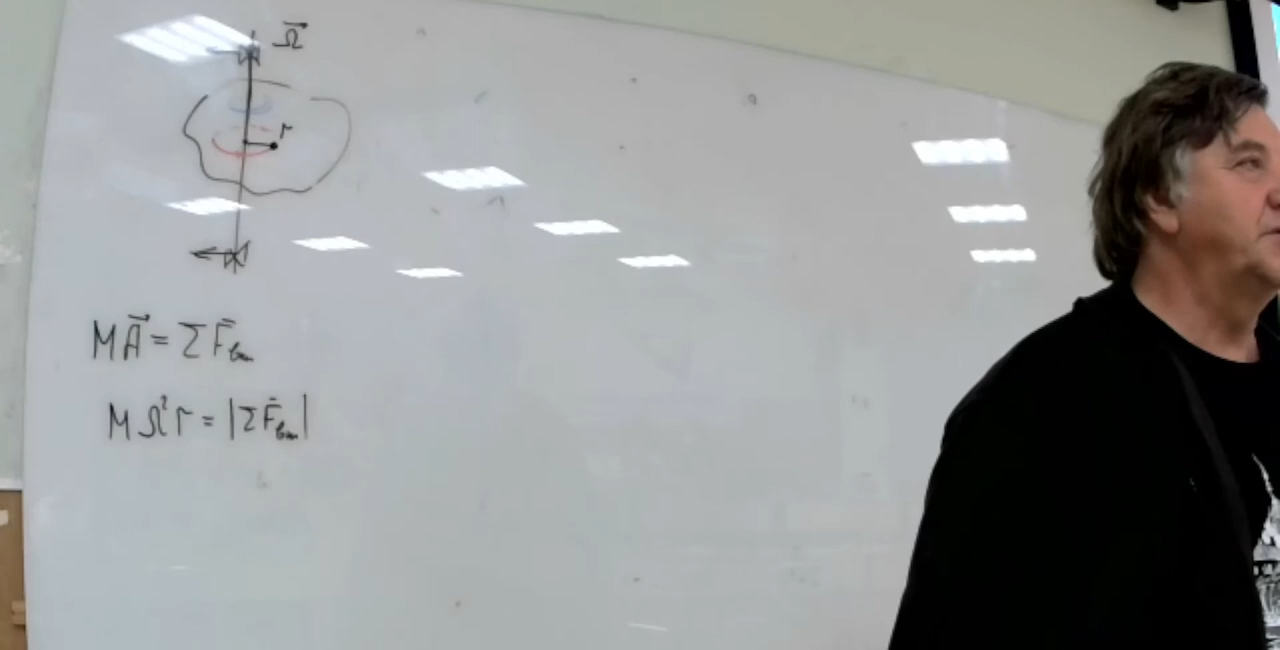 Ω⃗
r
MA⃗ = ΣF̄вн
MΩ²r = |ΣF̄вн|